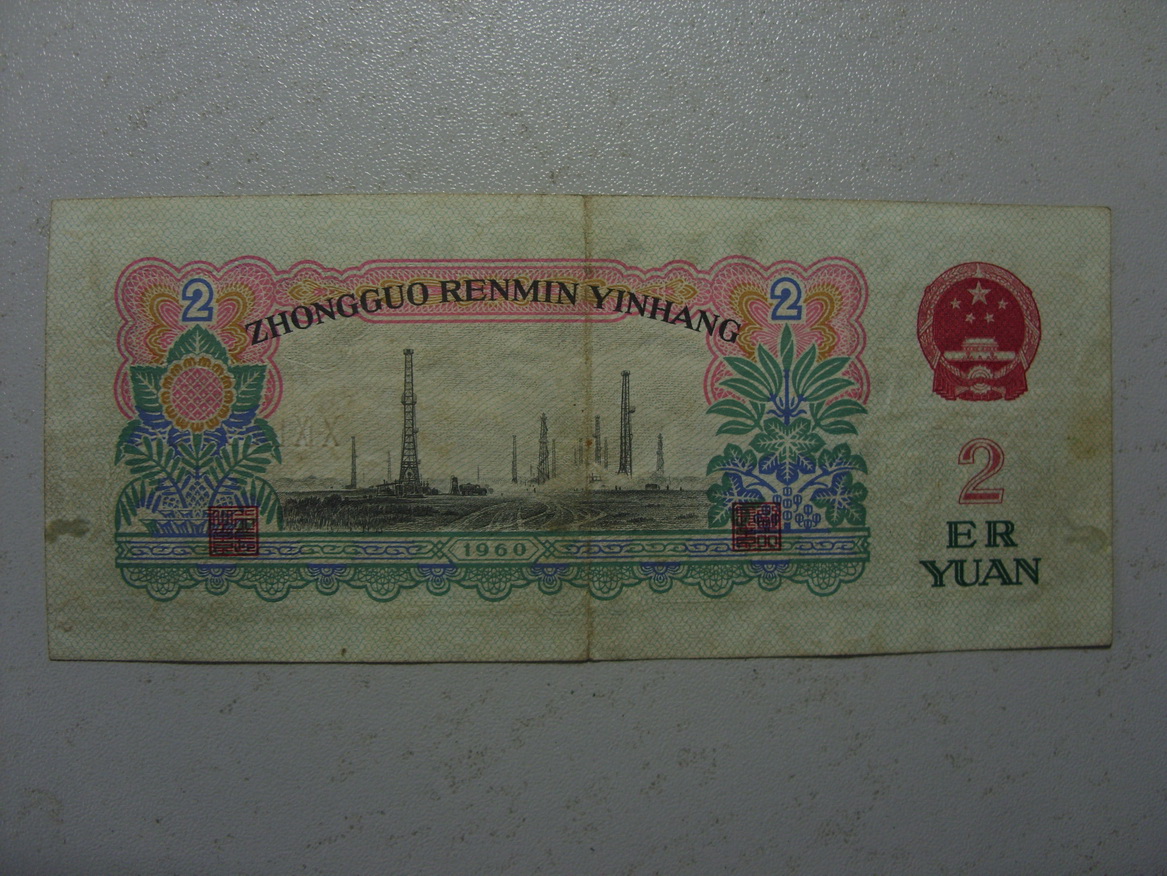 2
2
ZHONGGUO RENMIN YINHANG
1960
2
ER
YUAN